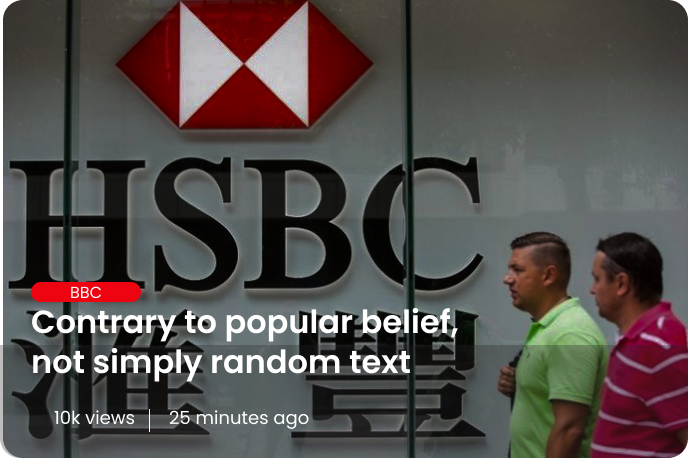 HSBC
BBC
Contrary to popular belief,
not simply random text
滙豐
10k views | 25 minutes ago